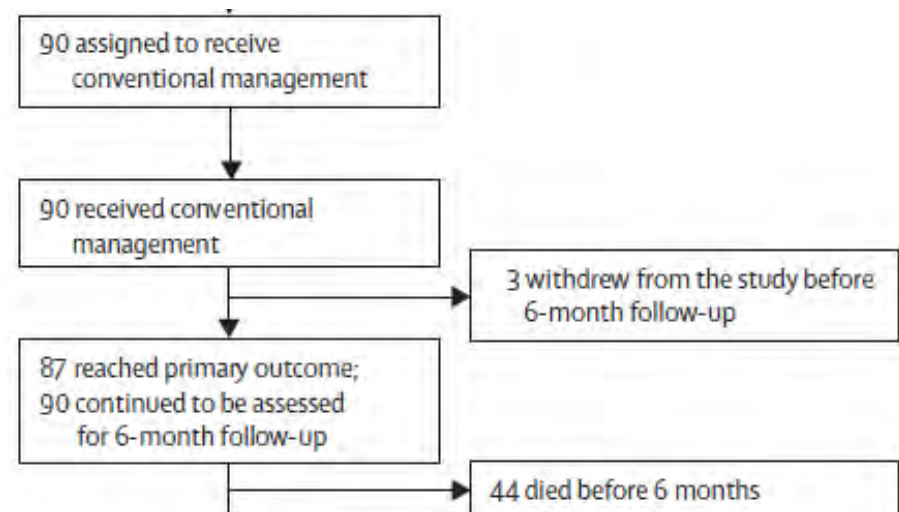 90 assigned to receive
conventional management
90 received conventional
management
3 withdrew from the study before
6-month follow-up
87 reached primary outcome;
90 continued to be assessed
for 6-month follow-up
44 died before 6 months